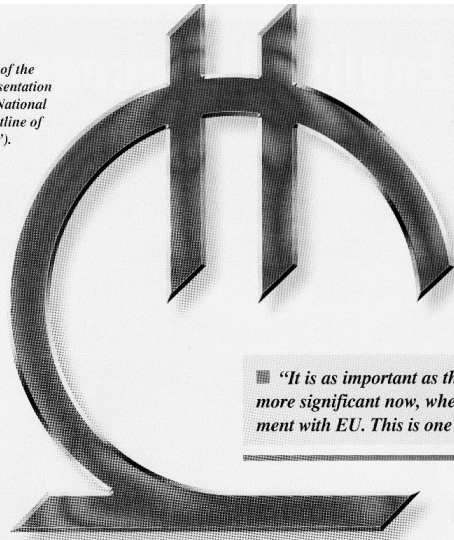 of the
sentation
National
tline of
’).
“It is as important as th
more significant now, whe
ment with EU. This is one